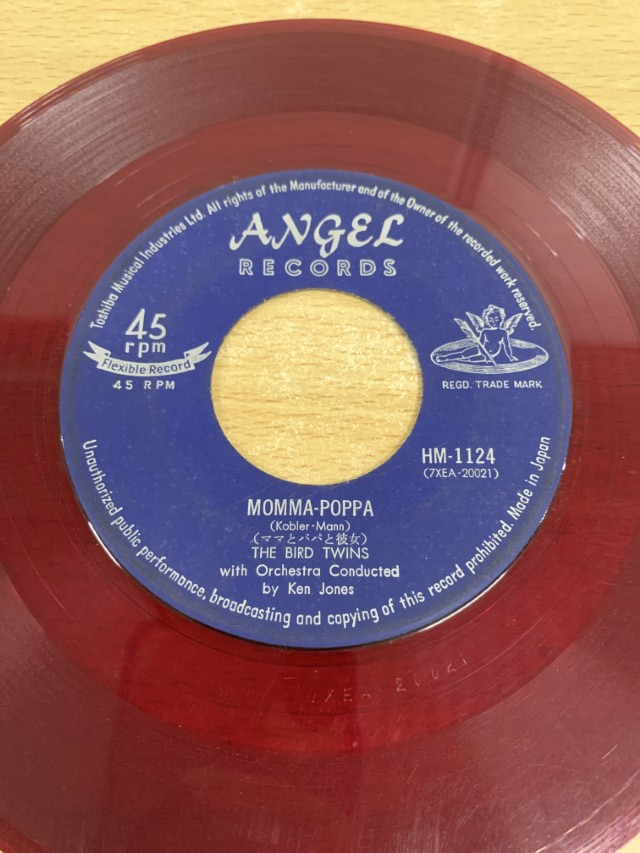 Toshiba Musical Industries Ltd. All rights of the Manufacturer and of the Owner of the recorded work reserved.
ANGEL
RECORDS
45
rpm
Flexible Record
45 RPM
REGD. TRADE MARK
HM-1124
(7XEA-20021)
MOMMA-POPPA
(Kobler·Mann)
(ママとパパと彼女)
THE BIRD TWINS
with Orchestra Conducted
by Ken Jones
Unauthorized public performance, broadcasting and copying of this record prohibited. Made in Japan
7XEA 20021